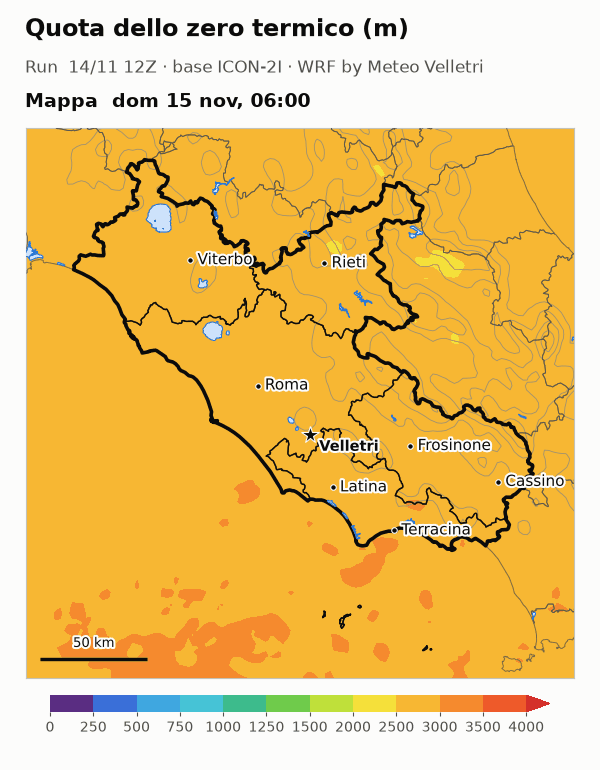 Quota dello zero termico (m)
Run  14/11 12Z · base ICON-2I · WRF by Meteo Velletri
Mappa  dom 15 nov, 06:00
Viterbo
Rieti
Roma
Velletri
Frosinone
Latina
Cassino
Terracina
50 km
0 250 500 750 1000 1250 1500 2000 2500 3000 3500 4000